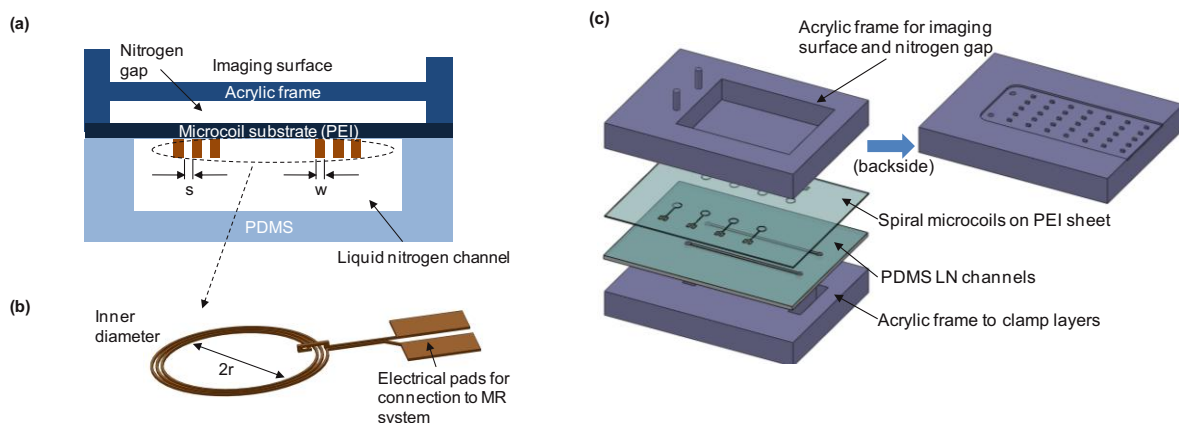 (a)
Nitrogen
gap
Imaging surface
Acrylic frame
Microcoil substrate (PEI)
s
w
PDMS
Liquid nitrogen channel
(b)
Inner
diameter
2r
Electrical pads for
connection to MR
system
(c)
Acrylic frame for imaging
surface and nitrogen gap
(backside)
Spiral microcoils on PEI sheet
PDMS LN channels
Acrylic frame to clamp layers